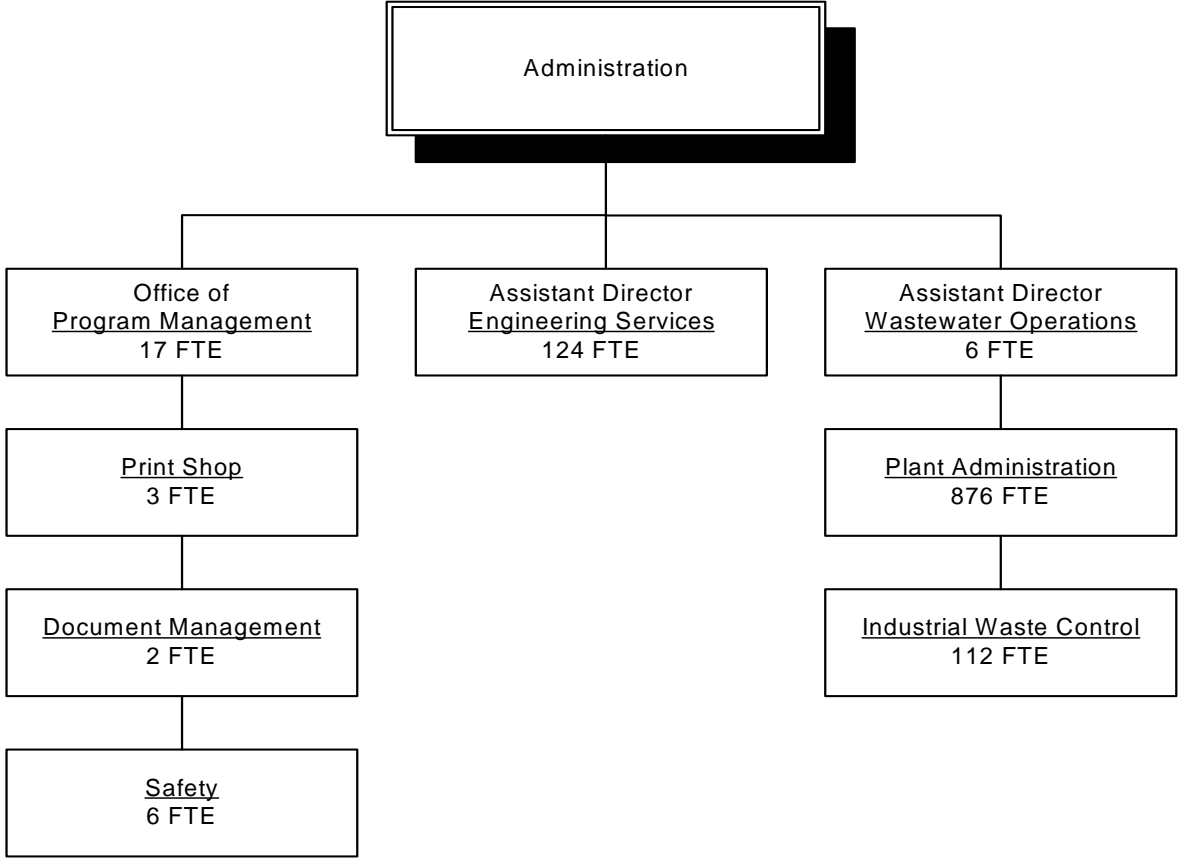 Administration
Office of
Program Management
17 FTE
Assistant Director
Engineering Services
124 FTE
Assistant Director
Wastewater Operations
6 FTE
Print Shop
3 FTE
Plant Administration
876 FTE
Document Management
2 FTE
Industrial Waste Control
112 FTE
Safety
6 FTE